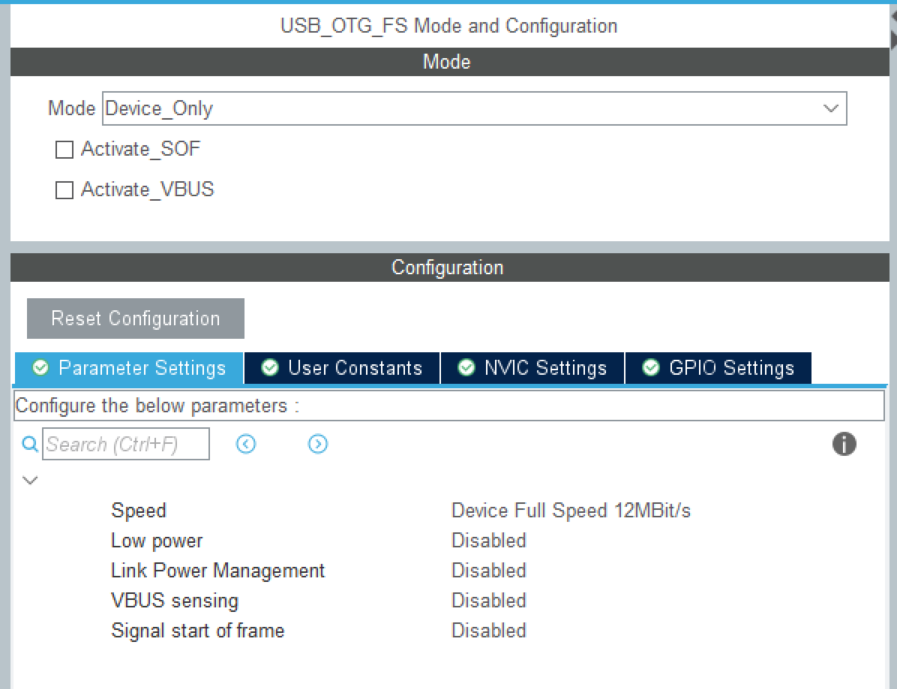 USB_OTG_FS Mode and Configuration
Mode
Mode Device_Only
Activate_SOF
Activate_VBUS
Configuration
Reset Configuration
Parameter Settings User Constants NVIC Settings GPIO Settings
Configure the below parameters :
Search (Ctrl+F)
Speed Device Full Speed 12MBit/s
Low power Disabled
Link Power Management Disabled
VBUS sensing Disabled
Signal start of frame Disabled